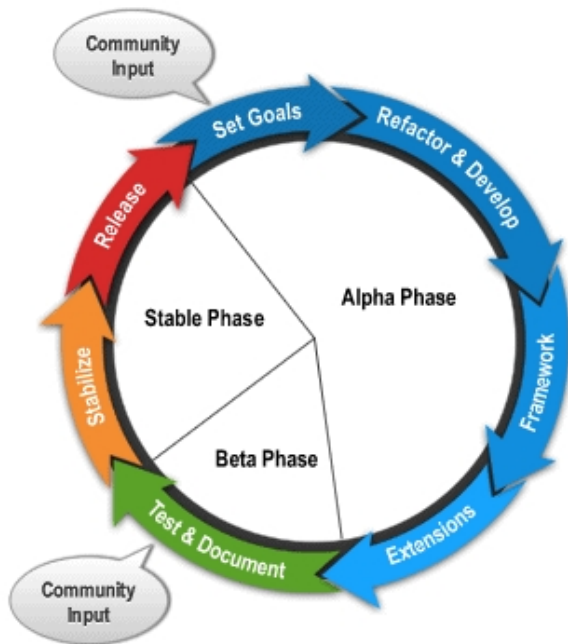 Community
Input
Set Goals
Refactor & Develop
Release
Alpha Phase
Stable Phase
Stabilize
Framework
Beta Phase
Extensions
Test & Document
Community
Input